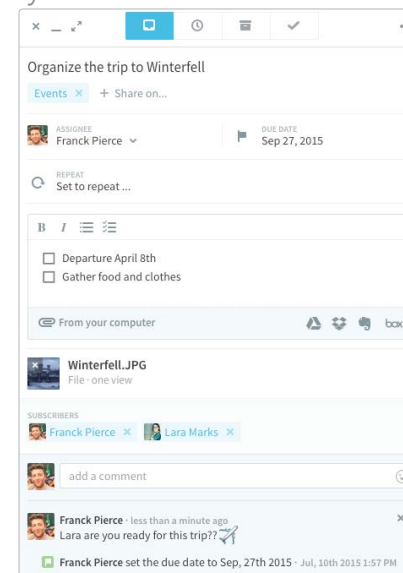 Organize the trip to Winterfell
Events × + Share on...
ASSIGNEE
Franck Pierce
DUE DATE
Sep 27, 2015
REPEAT
Set to repeat ...
B I
Departure April 8th
Gather food and clothes
From your computer
box
Winterfell.JPG
File · one view
SUBSCRIBERS
Franck Pierce × Lara Marks ×
add a comment
Franck Pierce · less than a minute ago
Lara are you ready for this trip??
Franck Pierce set the due date to Sep, 27th 2015 · Jul, 10th 2015 1:57 PM